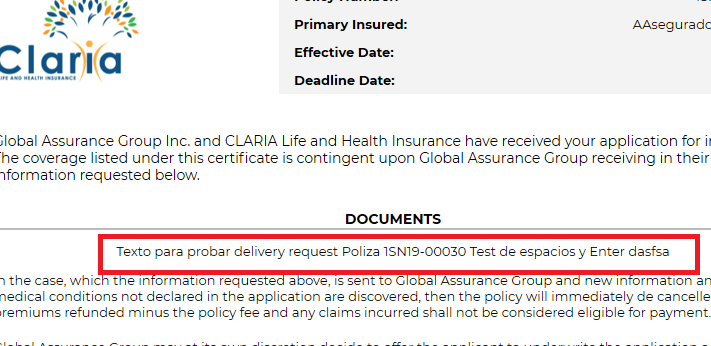 Claria
LIFE AND HEALTH INSURANCE
Primary Insured: AAsegurado
Effective Date:
Deadline Date:
Global Assurance Group Inc. and CLARIA Life and Health Insurance have received your application for
The coverage listed under this certificate is contingent upon Global Assurance Group receiving in their
information requested below.
DOCUMENTS
Texto para probar delivery request Poliza 1SN19-00030 Test de espacios y Enter dasfsa
in the case, which the information requested above, is sent to Global Assurance Group and new information
medical conditions not declared in the application are discovered, then the policy will immediately de cancelle
premiums refunded minus the policy fee and any claims incurred shall not be considered eligible for payment.